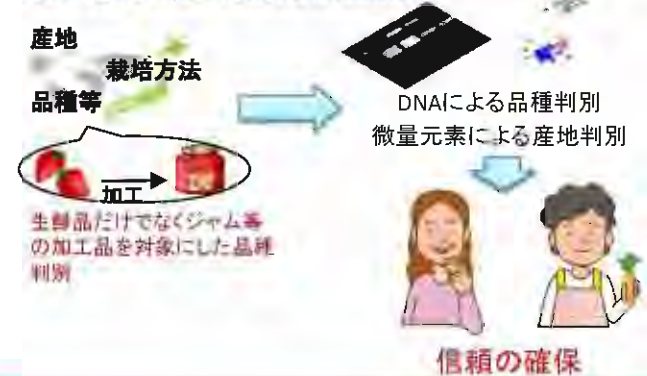 産地
栽培方法
品種等
加工
生鮮品だけでなくジャム等
の加工品を対象にした品種
判別
DNAによる品種判別
微量元素による産地判別
信頼の確保